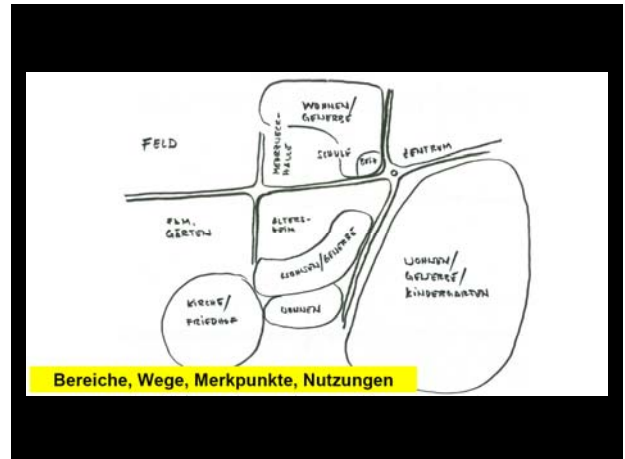 WOHNEN/
GEWERBE
MEHRZWECK-
HALLE
SCHULE
FELD
ZENTRUM
FAM.
GÄRTEN
ALTERS-
HEIM
WOHNEN/GEWERBE
WOHNEN/
GEWERBE/
KINDERGARTEN
KIRCHE/
FRIEDHOF
WOHNEN
Bereiche, Wege, Merkpunkte, Nutzungen